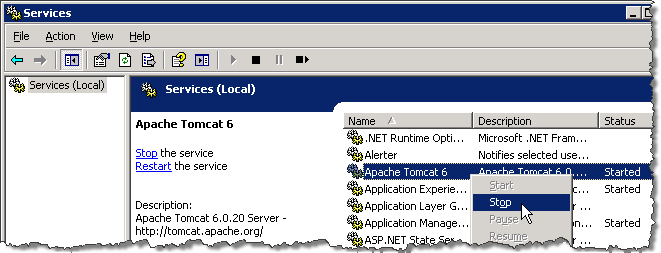 Services
File Action View Help
Services (Local)
Services (Local)
Apache Tomcat 6
Stop the service
Restart the service
Description:
Apache Tomcat 6.0.20 Server -
http://tomcat.apache.org/
Name Description Status
.NET Runtime Opti... Microsoft .NET Fram...
Alerter Notifies selected use...
Apache Tomcat 6 Apache Tomcat 6.0.... Started
Application Experie... Started
Application Layer G...
Application Manage... Started
ASP.NET State Serv
Start
Stop
Pause
Resume